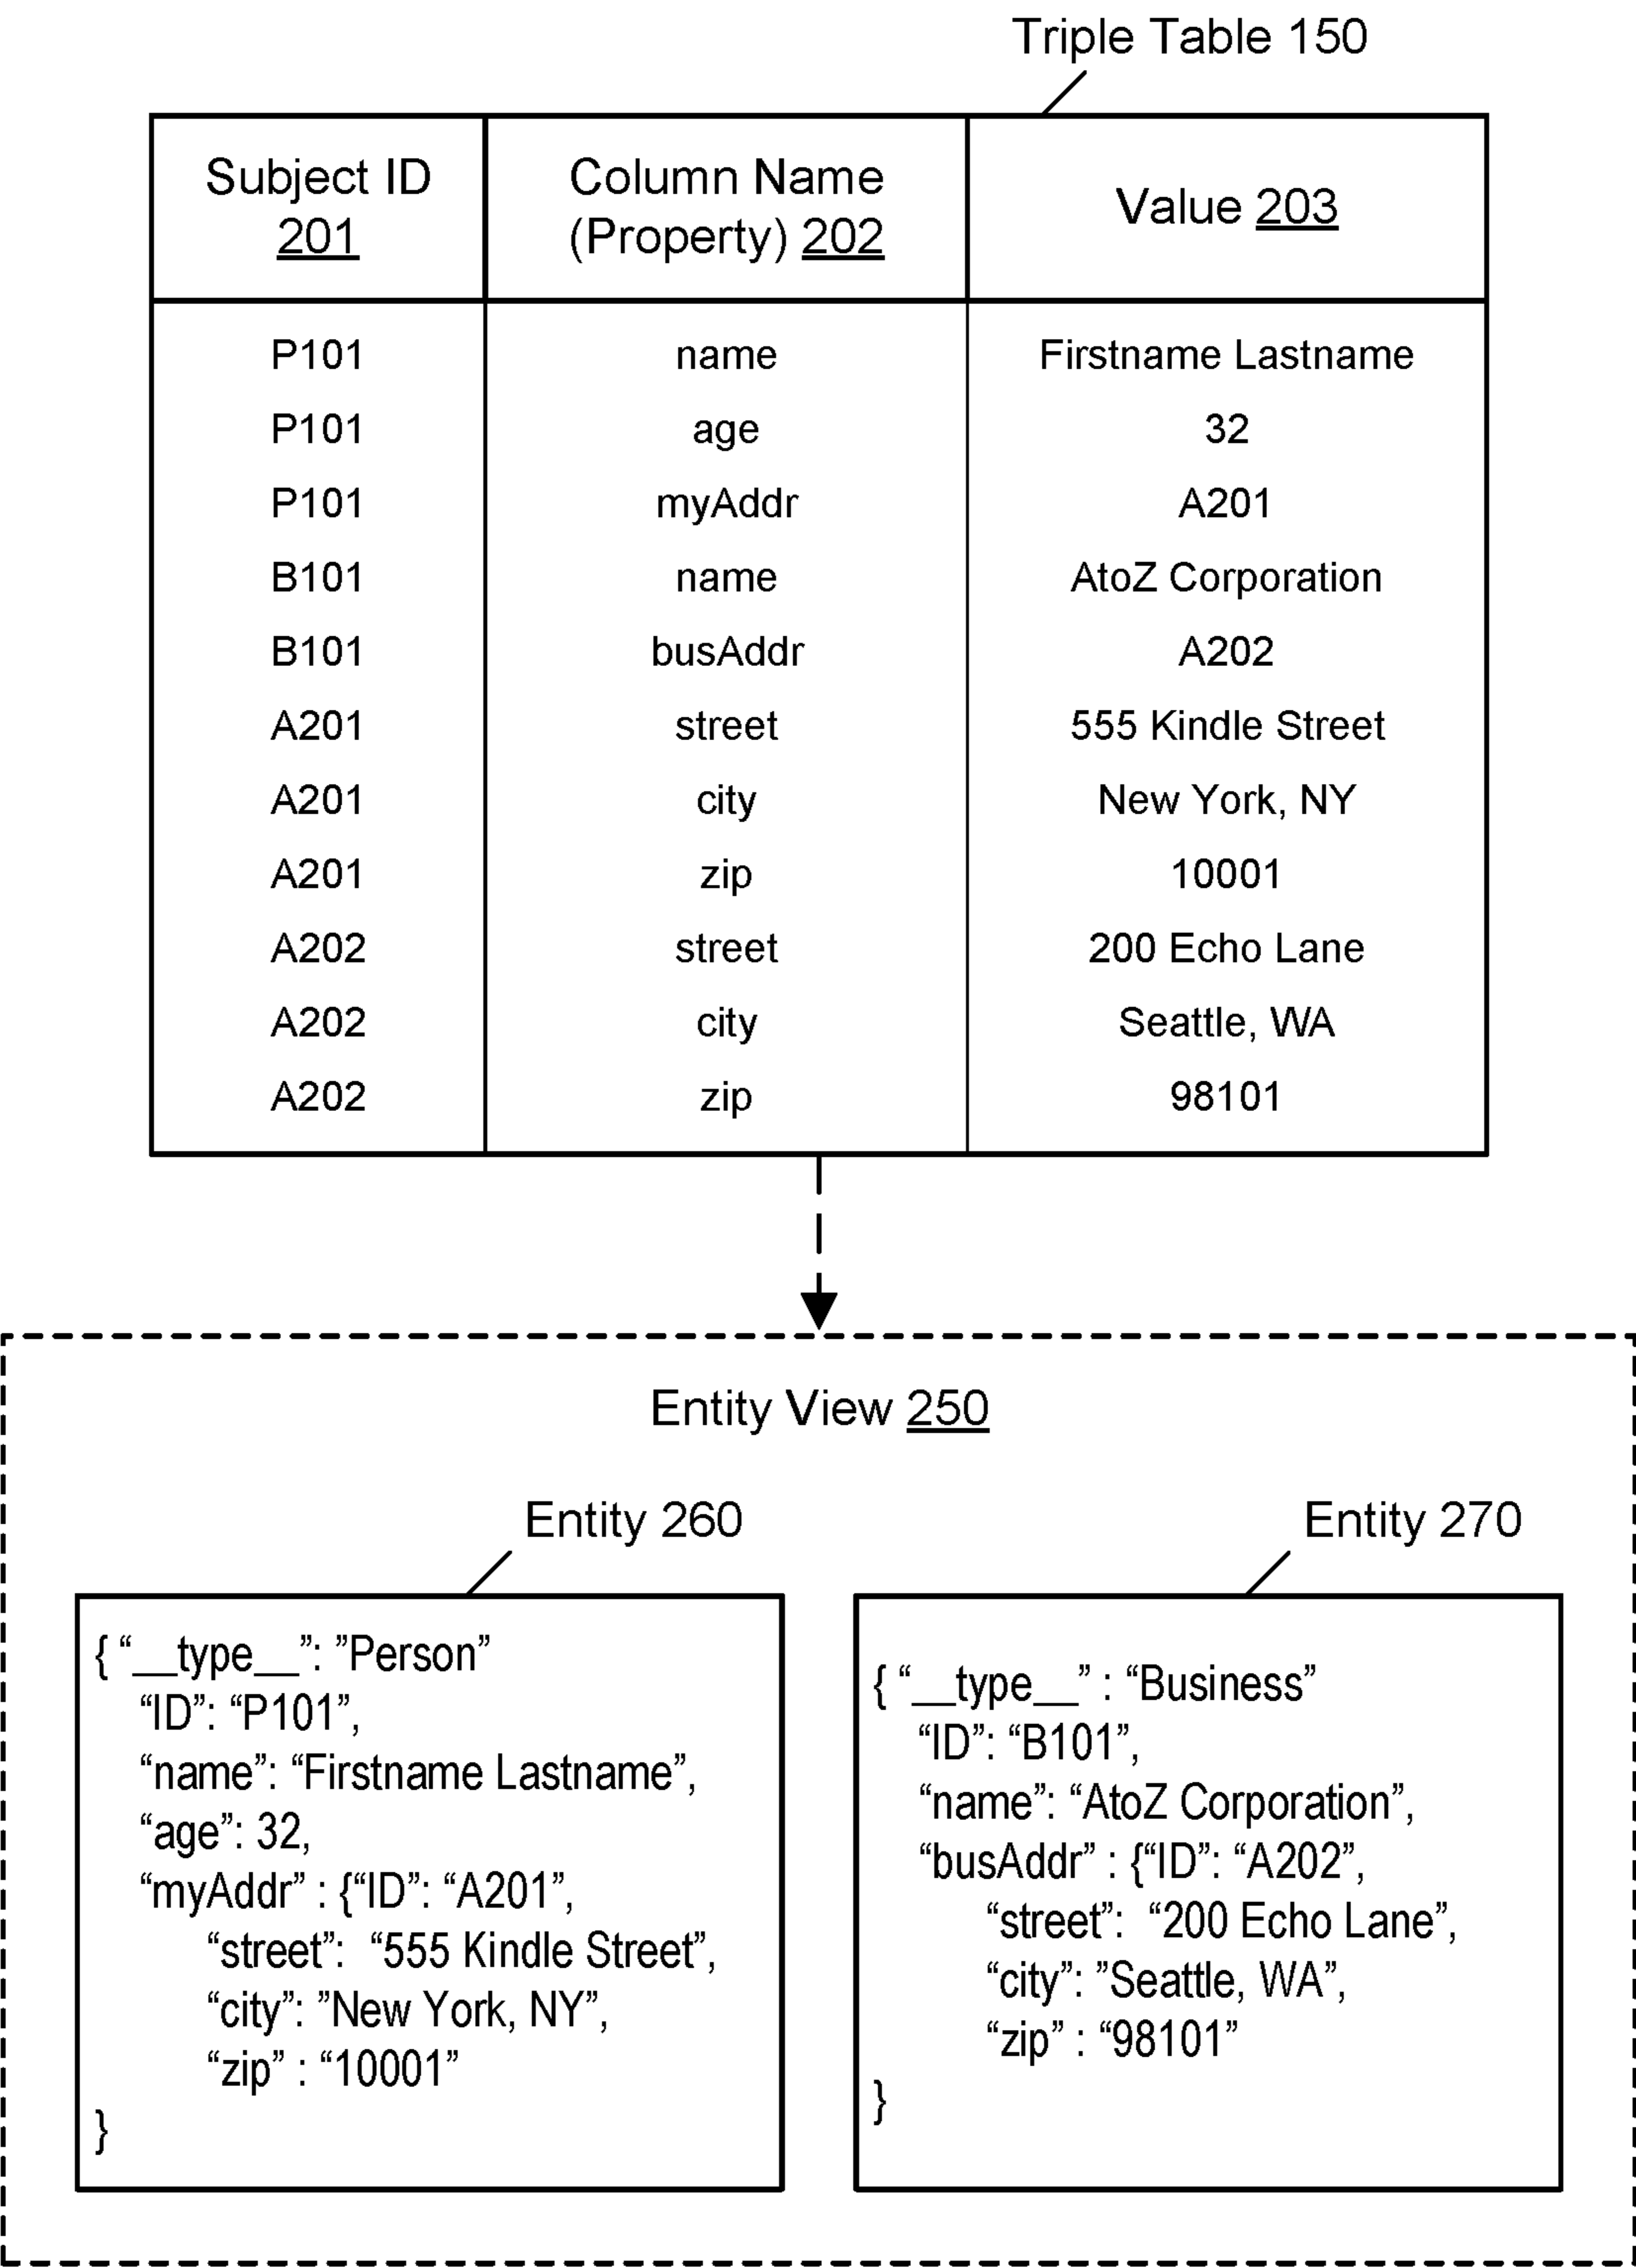 Triple Table 150
Subject ID 201
Column Name (Property) 202
Value 203
P101 name Firstname Lastname
P101 age 32
P101 myAddr A201
B101 name AtoZ Corporation
B101 busAddr A202
A201 street 555 Kindle Street
A201 city New York, NY
A201 zip 10001
A202 street 200 Echo Lane
A202 city Seattle, WA
A202 zip 98101
Entity View 250
Entity 260
{ “__type__”: ”Person”
“ID”: “P101”,
“name”: “Firstname Lastname”,
“age”: 32,
“myAddr” : {“ID”: “A201”,
“street”: “555 Kindle Street”,
“city”: ”New York, NY”,
“zip” : “10001”
}
Entity 270
{ “__type__” : “Business”
“ID”: “B101”,
“name”: “AtoZ Corporation”,
“busAddr” : {“ID”: “A202”,
“street”: “200 Echo Lane”,
“city”: ”Seattle, WA”,
“zip” : “98101”
}